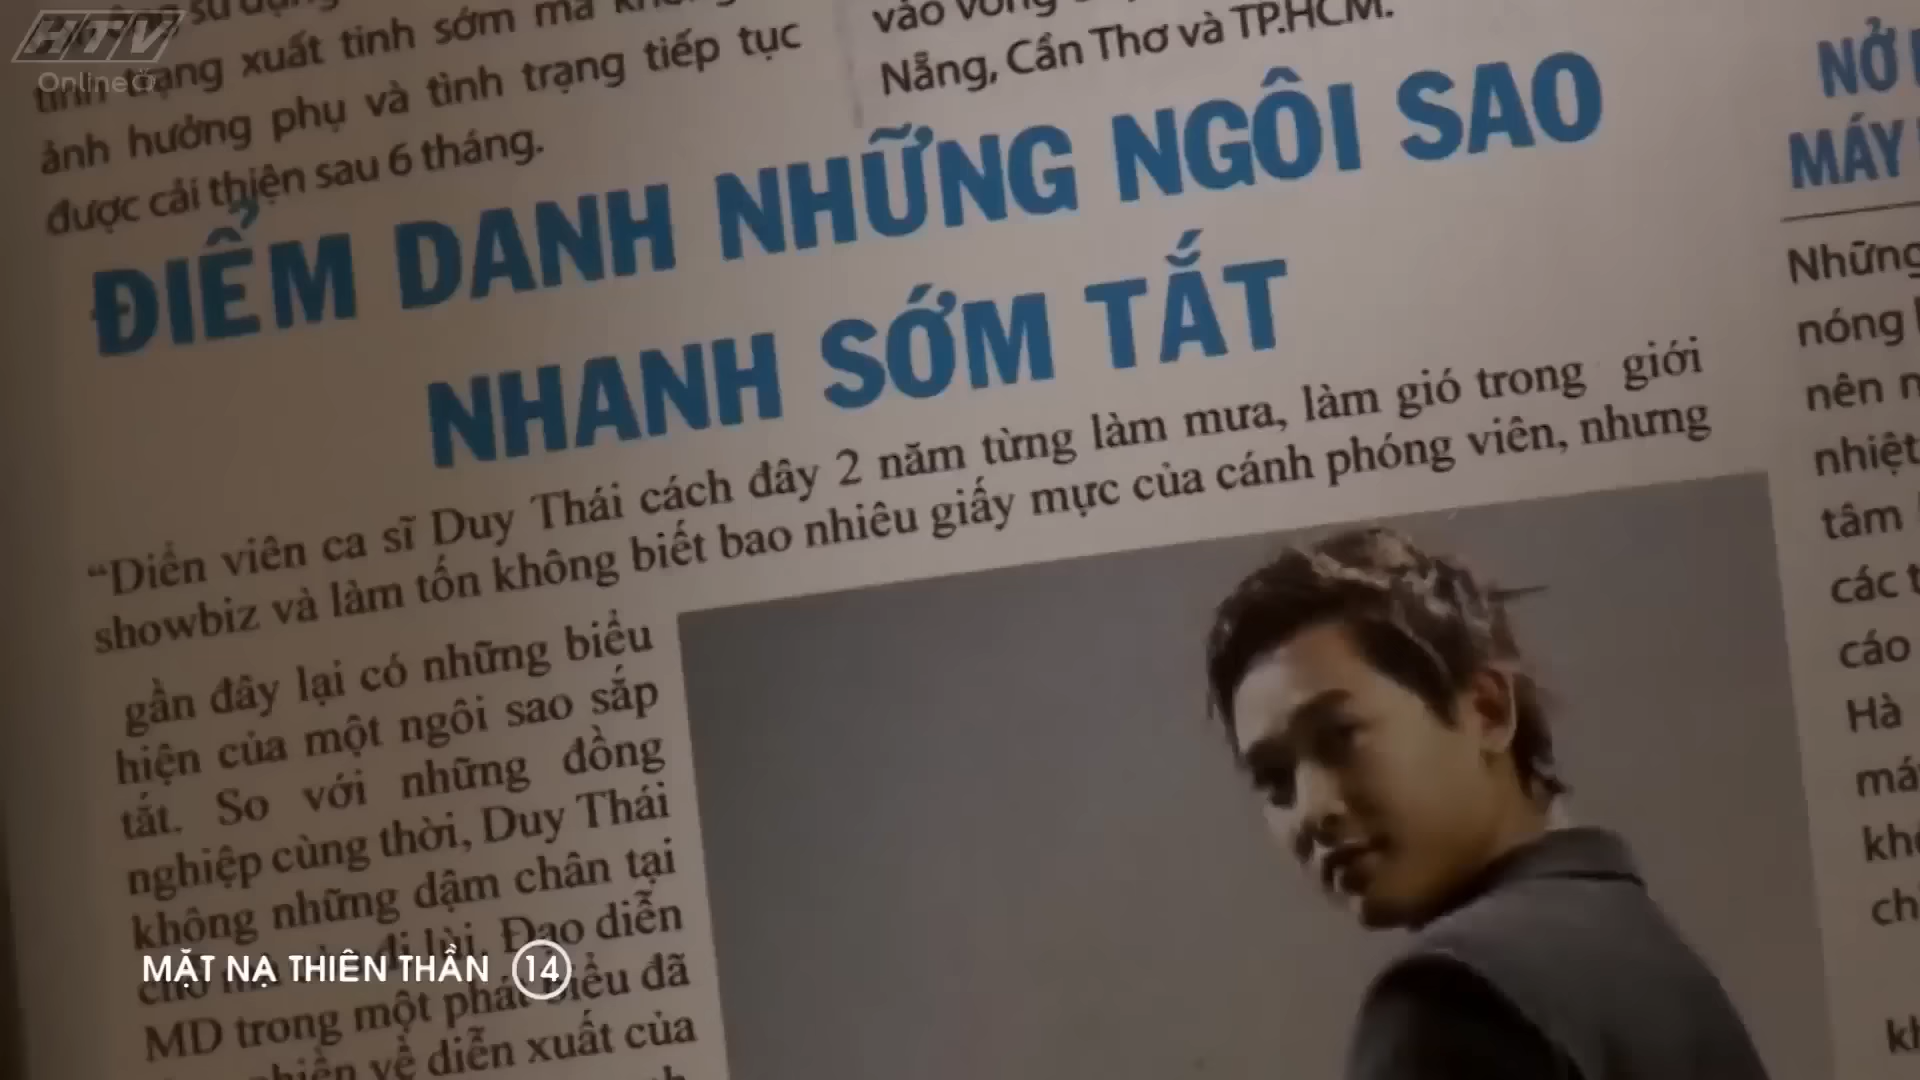 HTV
Online
tình trạng xuất tinh sớm mà
ảnh hưởng phụ và tình trạng tiếp tục
được cải thiện sau 6 tháng.
vào vòng
Nẵng, Cần Thơ và TP.HCM.
ĐIỂM DANH NHỮNG NGÔI SAO
NHANH SỚM TẮT
“Diễn viên ca sĩ Duy Thái cách đây 2 năm từng làm mưa, làm gió trong giới
showbiz và làm tốn không biết bao nhiêu giấy mực của cánh phóng viên, nhưng
gần đây lại có những biểu
hiện của một ngôi sao sắp
tắt. So với những đồng
nghiệp cùng thời, Duy Thái
không những dậm chân tại
đi lùi. Đạo diễn
MD trong một phát biểu đã
về diễn xuất của
NỞ
MÁY
Những
nóng
nên
nhiệt
tâm
các
cáo
Hà
MẶT NẠ THIÊN THẦN 14